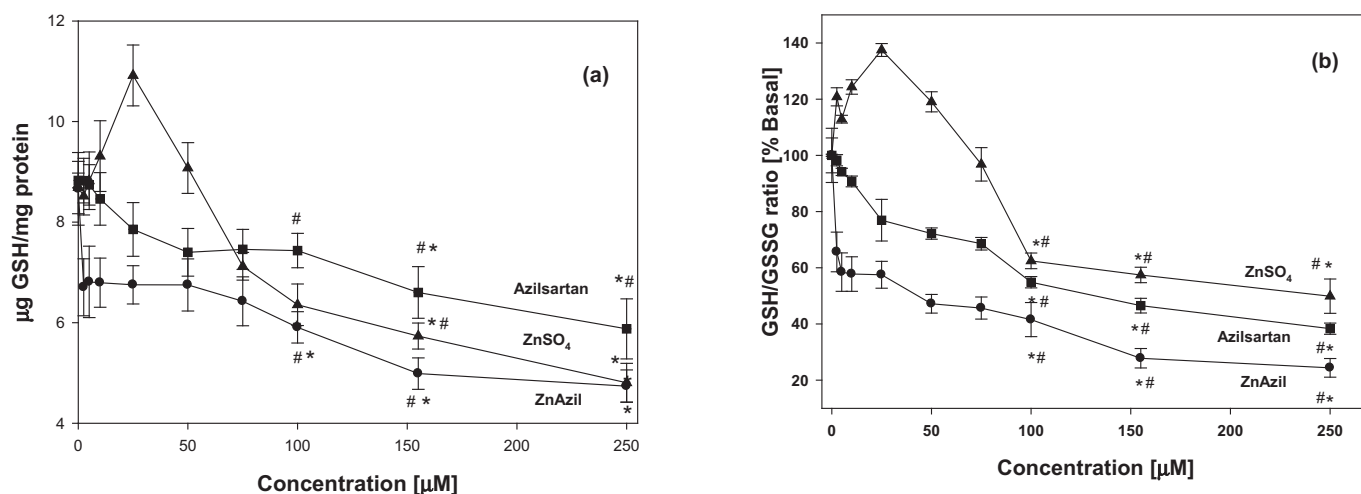 (a)
12
10
8
6
4
μg GSH/mg protein
0 50 100 150 200 250
Concentration [μM]
Azilsartan
ZnSO4
ZnAzil
#
# *
*#
* #
*
# *
# *
*
*
(b)
140
120
100
80
60
40
20
GSH/GSSG ratio [% Basal]
0 50 100 150 200 250
Concentration [μM]
ZnSO4
Azilsartan
ZnAzil
*#
*#
# *
*#
*#
#*
*#
*#
#*